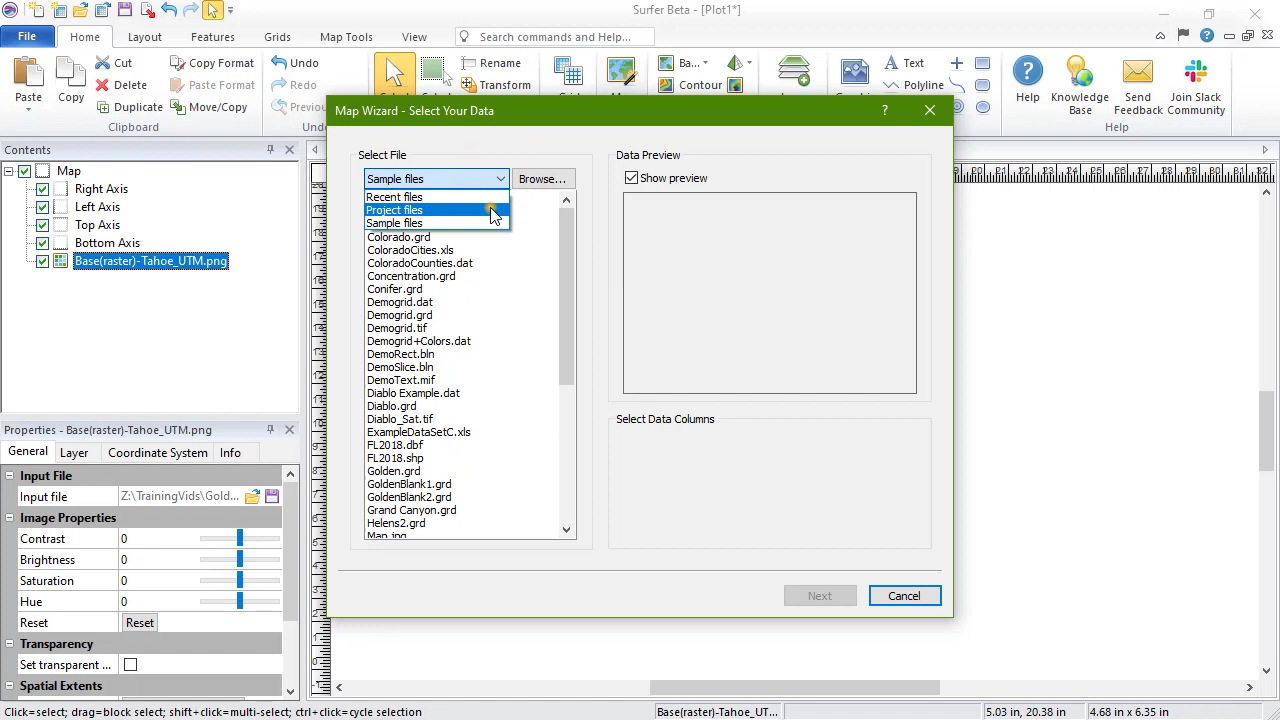 Surfer Beta - [Plot1*]
File Home Layout Features Grids Map Tools View Search commands and Help...
Cut Copy Format Undo Rename Ba... Text
Paste Copy Delete Paste Format Redo Transform Contour Polyline Help Knowledge Base Send Feedback Join Slack Community
Duplicate Move/Copy Previous
Clipboard Help
Map Wizard - Select Your Data
Contents
Map
Right Axis
Left Axis
Top Axis
Bottom Axis
Base(raster)-Tahoe_UTM.png
Select File
Sample files Browse...
Recent files
Project files
Sample files
Colorado.grd
ColoradoCities.xls
ColoradoCounties.dat
Concentration.grd
Conifer.grd
Demogrid.dat
Demogrid.grd
Demogrid.tif
Demogrid+Colors.dat
DemoRect.bln
DemoSlice.bln
DemoText.mif
Diablo Example.dat
Diablo.grd
Diablo_Sat.tif
ExampleDataSetC.xls
FL2018.dbf
FL2018.shp
Golden.grd
GoldenBlank1.grd
GoldenBlank2.grd
Grand Canyon.grd
Helens2.grd
Map.jpg
Data Preview
Show preview
Select Data Columns
Next Cancel
Properties - Base(raster)-Tahoe_UTM.png
General Layer Coordinate System Info
Input File
Input file Z:\TrainingVids\Gold...
Image Properties
Contrast 0
Brightness 0
Saturation 0
Hue 0
Reset Reset
Transparency
Set transparent ...
Spatial Extents
Click=select; drag=block select; shift+click=multi-select; ctrl+click=cycle selection Base(raster)-Tahoe_UT... 5.03 in, 20.38 in 4.68 in x 6.35 in